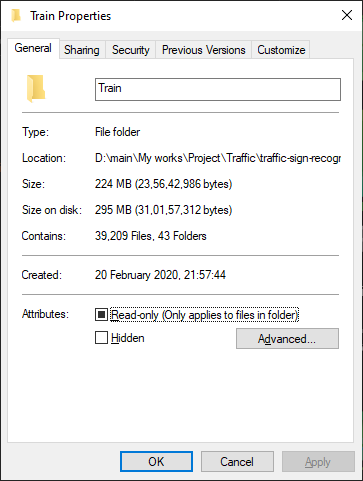 Train Properties
General Sharing Security Previous Versions Customize
Train
Type: File folder
Location: D:\main\My works\Project\Traffic\traffic-sign-recogr
Size: 224 MB (23,56,42,986 bytes)
Size on disk: 295 MB (31,01,57,312 bytes)
Contains: 39,209 Files, 43 Folders
Created: 20 February 2020, 21:57:44
Attributes: Read-only (Only applies to files in folder)
Hidden Advanced...
OK Cancel Apply